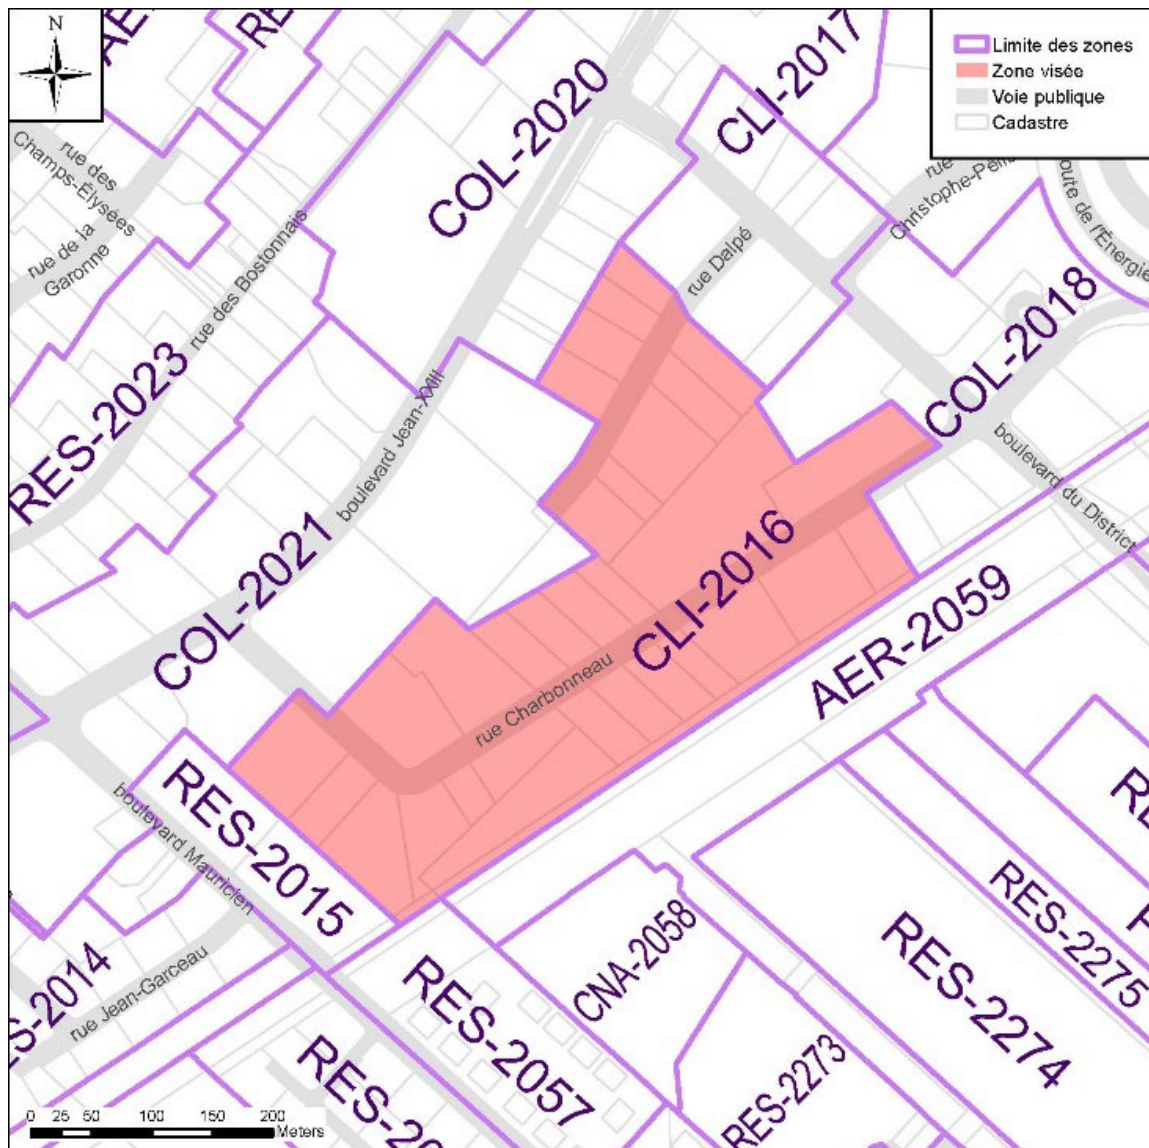 N
Limite des zones
Zone visée
Voie publique
Cadastre
COL-2020
CLI-2017
rue des
Champs-Élysées
rue de la
Garonne
rue des Bostonnais
rue Dalpé
rue
route de l'Énergie
COL-2018
RES-2023
boulevard Jean-XXIII
boulevard du District
COL-2021
CLI-2016
AER-2059
rue Charbonneau
RES-2015
boulevard Mauricien
rue Jean-Garceau
RES-2057
CNA-2058
RES-2273
RES-2274
RES-2275
0 25 50 100 150 200
Meters